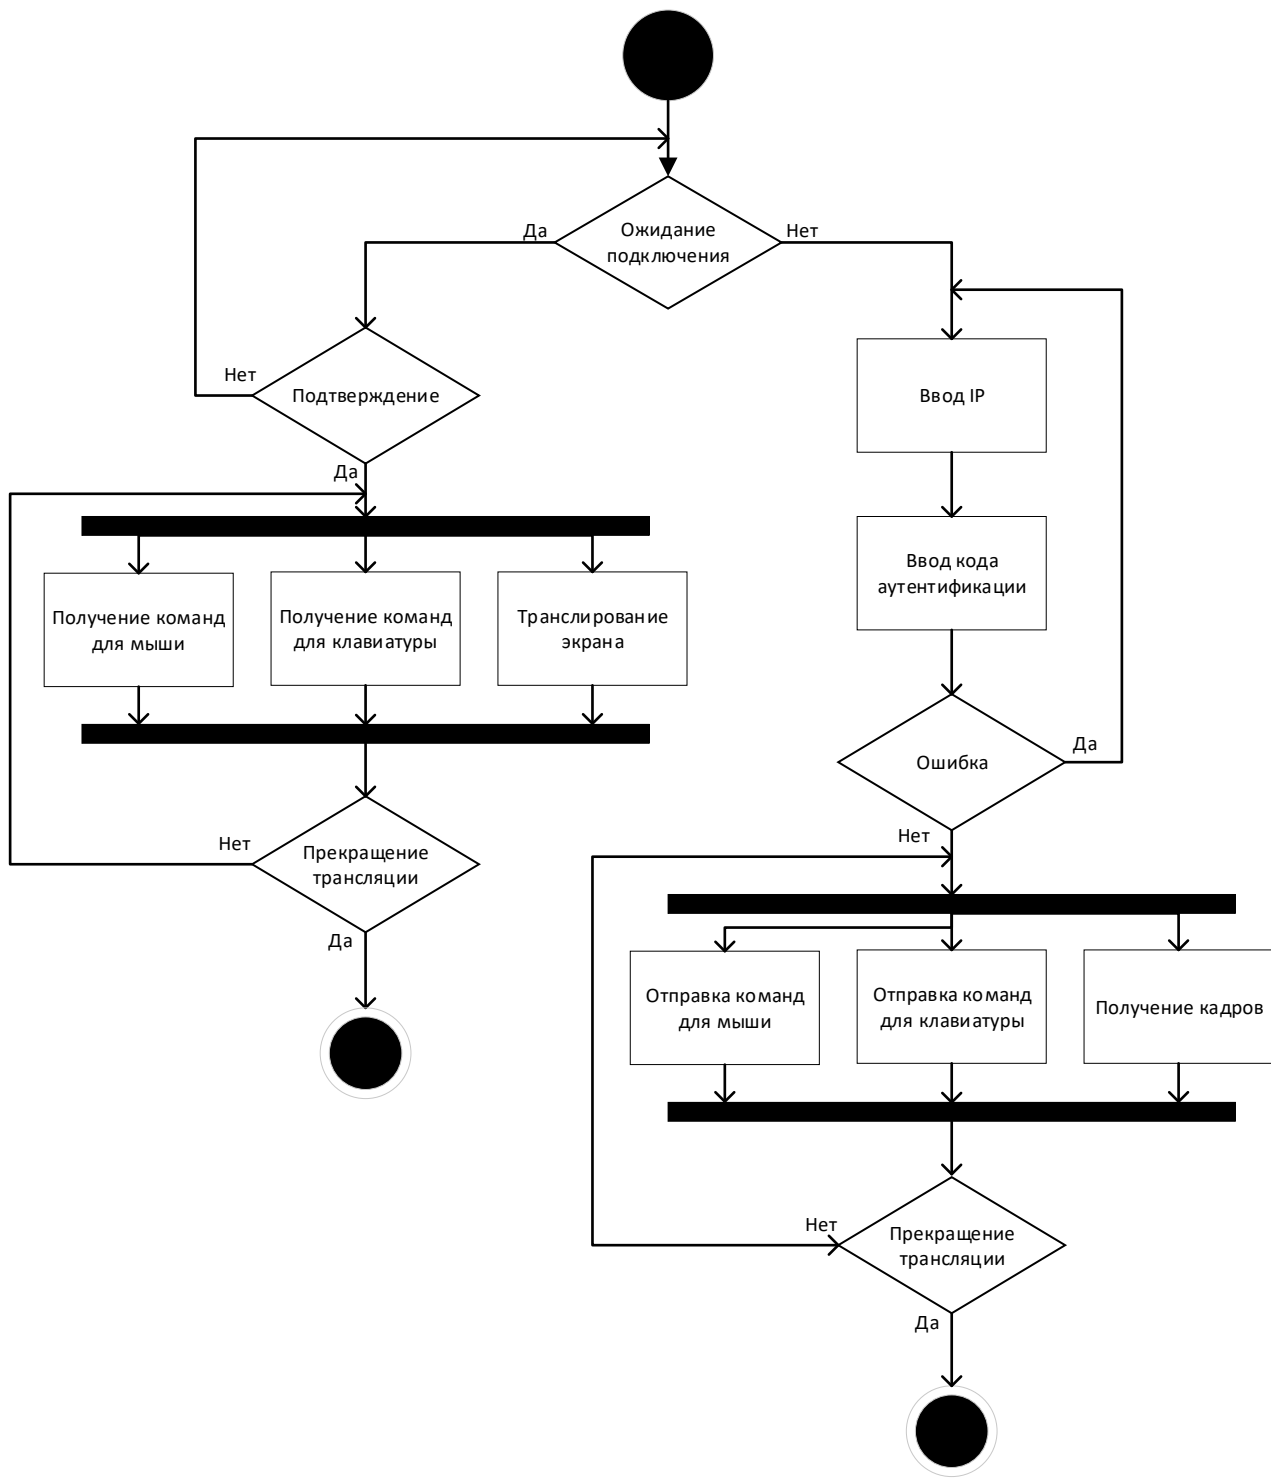 Ожидание
подключения
Да
Нет
Подтверждение
Нет
Да
Ввод IP
Ввод кода
аутентификации
Получение команд
для мыши
Получение команд
для клавиатуры
Транслирование
экрана
Ошибка
Да
Нет
Прекращение
трансляции
Нет
Да
Отправка команд
для мыши
Отправка команд
для клавиатуры
Получение кадров
Прекращение
трансляции
Нет
Да